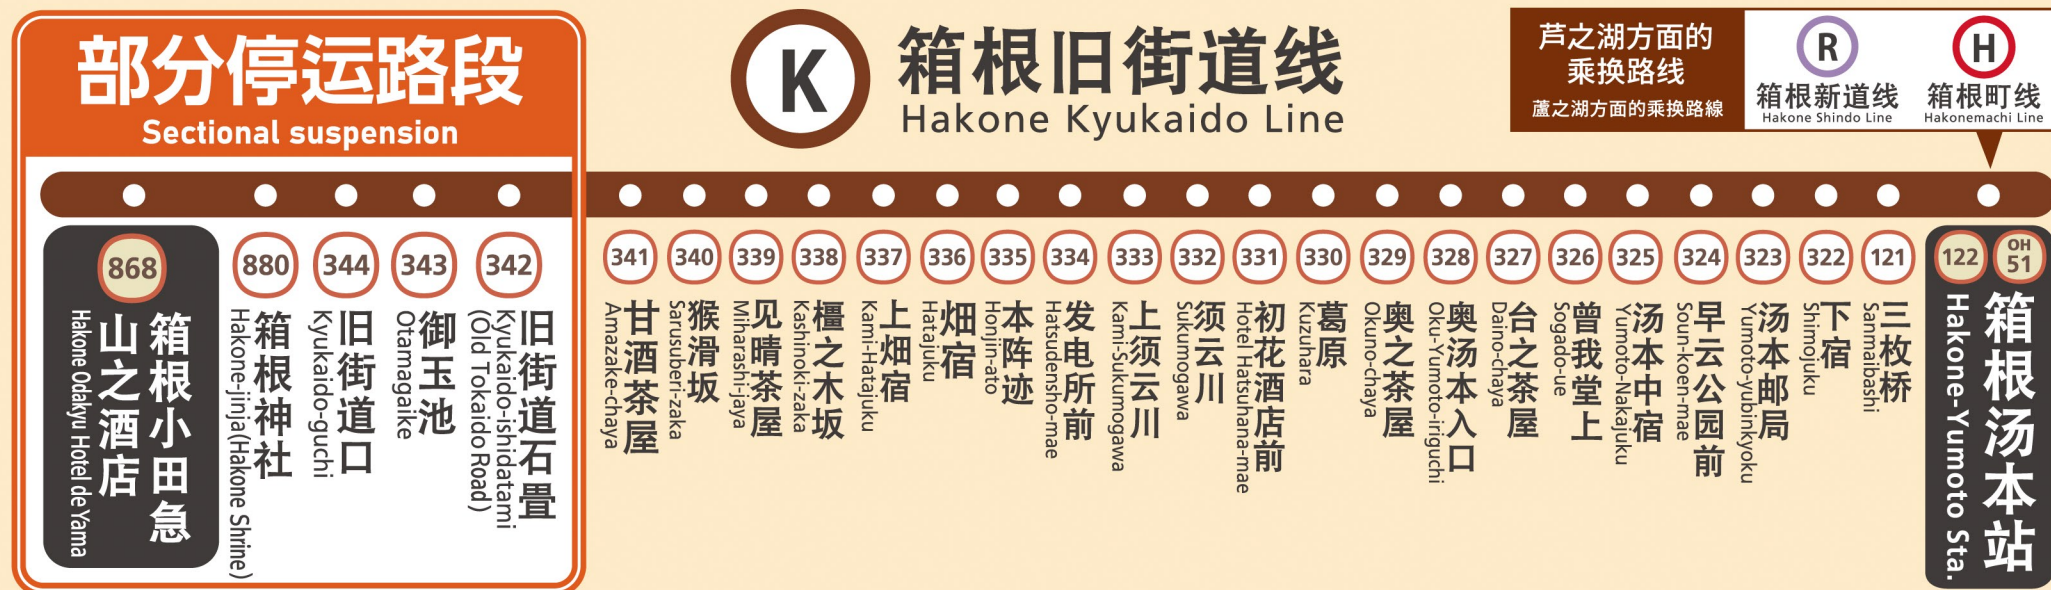 部分停运路段
Sectional suspension
K
箱根旧街道线
Hakone Kyukaido Line
芦之湖方面的
乘换路线
蘆之湖方面的乘換路線
R
箱根新道线
Hakone Shindo Line
H
箱根町线
Hakonemachi Line
868
箱根小田急
山之酒店
Hakone Odakyu Hotel de Yama
880
箱根神社
Hakone-jinja(Hakone Shrine)
344
旧街道口
Kyukaido-guchi
343
御玉池
Otamagaike
342
旧街道石畳
Kyukaido-ishidatami
(Old Tokaido Road)
341
甘酒茶屋
Amazake-chaya
340
猴滑坂
Sarusuberi-zaka
339
见晴茶屋
Miharashi-jaya
338
橿之木坂
Kashinoki-zaka
337
上畑宿
Kami-Hatajuku
336
畑宿
Hatajuku
335
本阵迹
Honjin-ato
334
发电所前
Hatsudensho-mae
333
上须云川
Kami-Sukumogawa
332
须云川
Sukumogawa
331
初花酒店前
Hotel Hatsuhana-mae
330
葛原
Kuzuhara
329
奥之茶屋
Okuno-chaya
328
奥汤本入口
Oku-Yumoto-iriguchi
327
台之茶屋
Daino-chaya
326
曾我堂上
Sogado-ue
325
汤本中宿
Yumoto-Nakajuku
324
早云公园前
Soun-koen-mae
323
汤本邮局
Yumoto-yubinkyoku
322
下宿
Shimojuku
121
三枚桥
Sanmaibashi
122
OH
51
箱根汤本站
Hakone-Yumoto Sta.